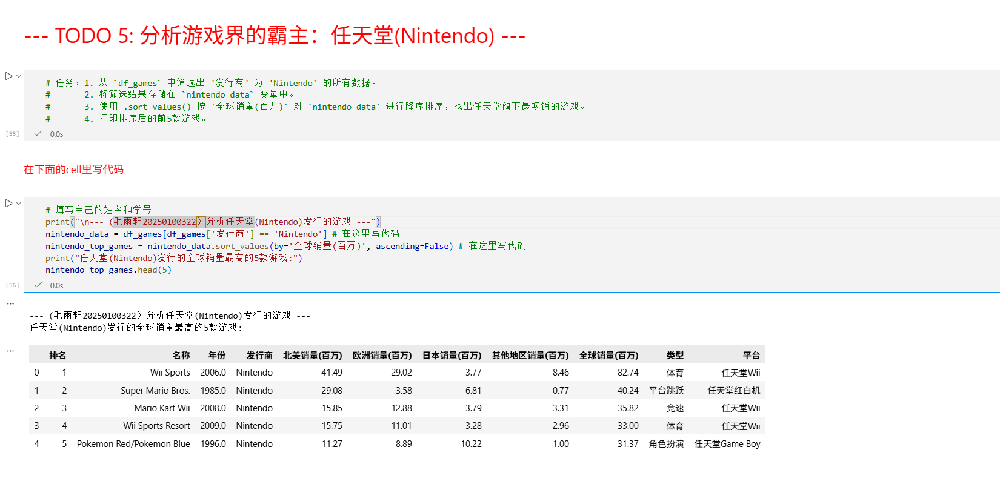 --- TODO 5: 分析游戏界的霸主：任天堂(Nintendo) ---
# 任务：1. 从 `df_games` 中筛选出 '发行商' 为 'Nintendo' 的所有数据。
#       2. 将筛选结果存储在 `nintendo_data` 变量中。
#       3. 使用 .sort_values() 按 '全球销量(百万)' 对 `nintendo_data` 进行降序排序，找出任天堂旗下最畅销的游戏。
#       4. 打印排序后的前5款游戏。
[55] 0.0s
在下面的cell里写代码
# 填写自己的姓名和学号
print("\n--- (毛雨轩20250100322）分析任天堂(Nintendo)发行的游戏 ---")
nintendo_data = df_games[df_games['发行商'] == 'Nintendo'] # 在这里写代码
nintendo_top_games = nintendo_data.sort_values(by='全球销量(百万)', ascending=False) # 在这里写代码
print("任天堂(Nintendo)发行的全球销量最高的5款游戏:")
nintendo_top_games.head(5)
[56] 0.0s
...
--- (毛雨轩20250100322）分析任天堂(Nintendo)发行的游戏 ---
任天堂(Nintendo)发行的全球销量最高的5款游戏:
...
排名 名称 年份 发行商 北美销量(百万) 欧洲销量(百万) 日本销量(百万) 其他地区销量(百万) 全球销量(百万) 类型 平台
0 1 Wii Sports 2006.0 Nintendo 41.49 29.02 3.77 8.46 82.74 体育 任天堂Wii
1 2 Super Mario Bros. 1985.0 Nintendo 29.08 3.58 6.81 0.77 40.24 平台跳跃 任天堂红白机
2 3 Mario Kart Wii 2008.0 Nintendo 15.85 12.88 3.79 3.31 35.82 竞速 任天堂Wii
3 4 Wii Sports Resort 2009.0 Nintendo 15.75 11.01 3.28 2.96 33.00 体育 任天堂Wii
4 5 Pokemon Red/Pokemon Blue 1996.0 Nintendo 11.27 8.89 10.22 1.00 31.37 角色扮演 任天堂Game Boy